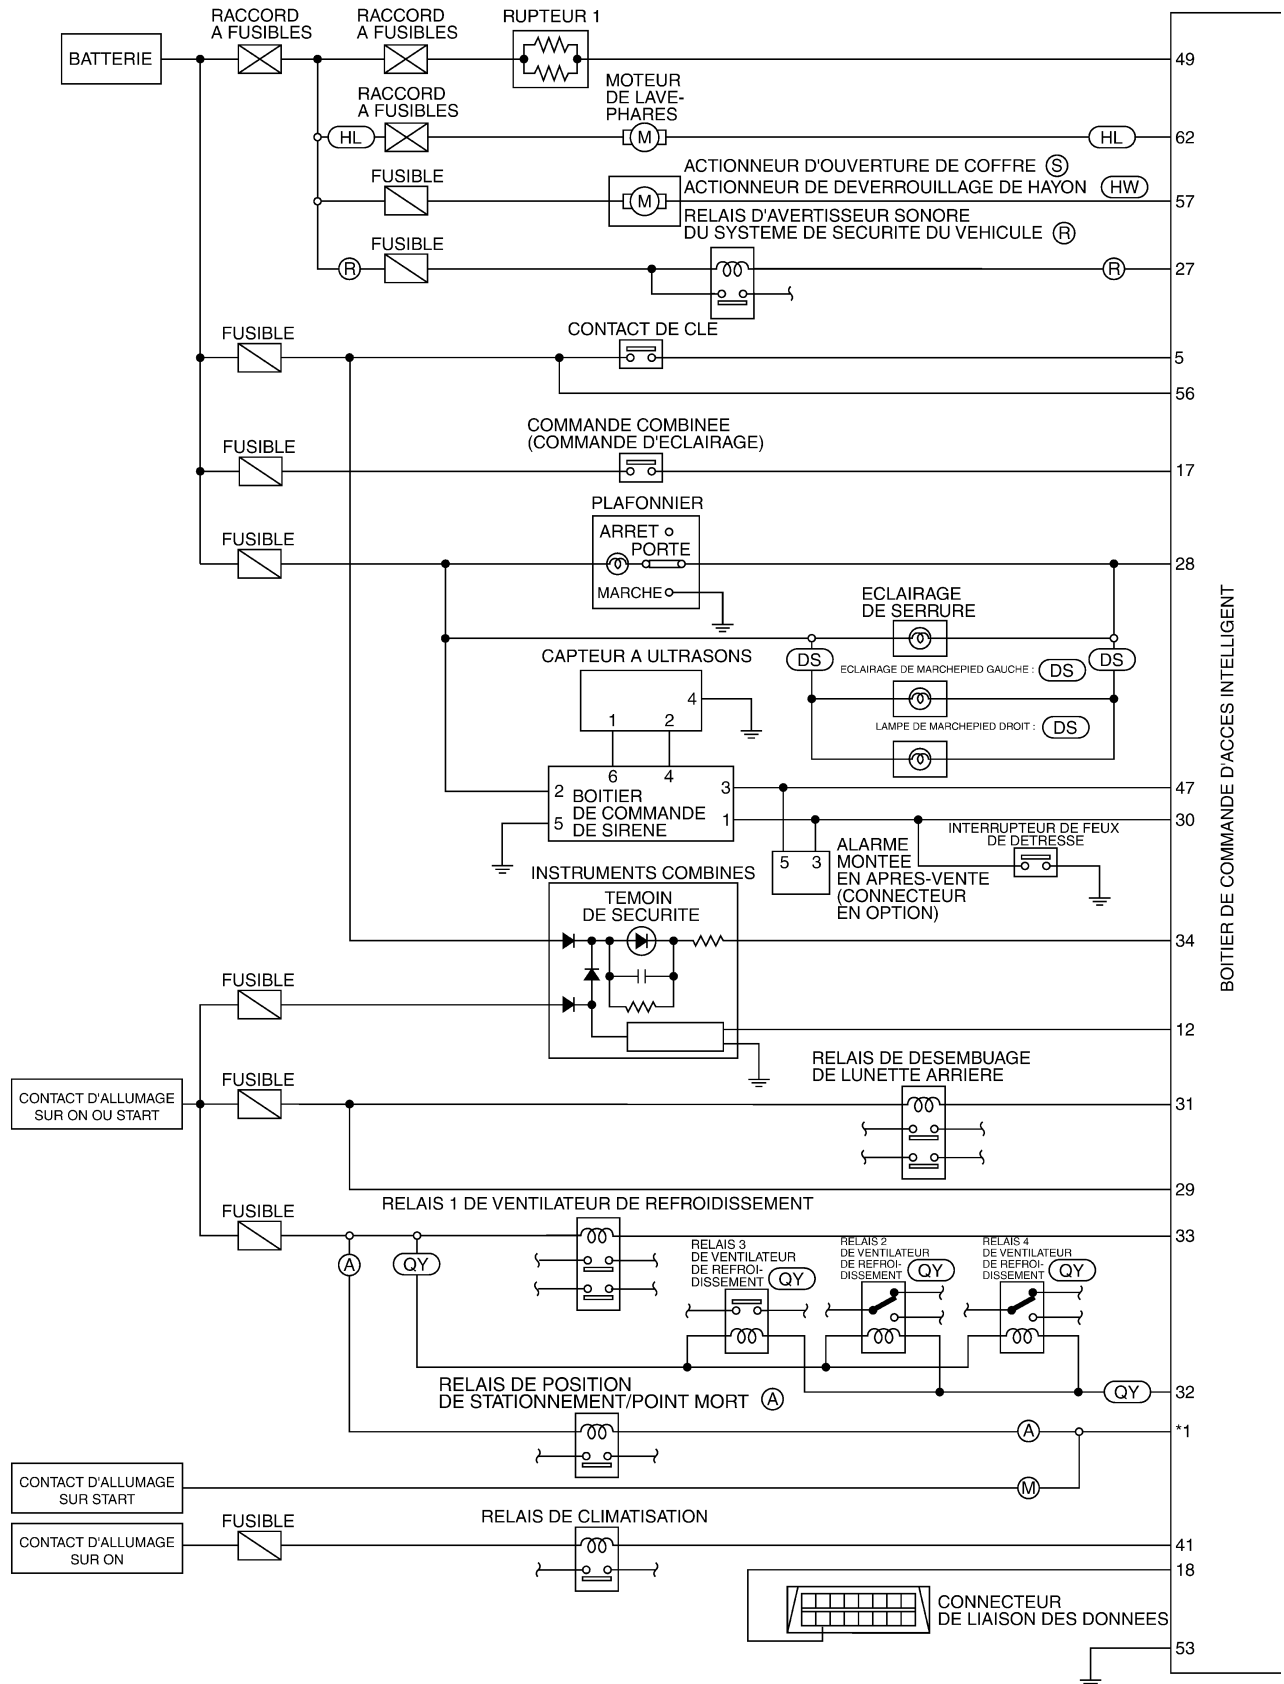 RACCORD
A FUSIBLES
RACCORD
A FUSIBLES
RUPTEUR 1
BATTERIE
49
MOTEUR
DE LAVE-
PHARES
RACCORD
A FUSIBLES
HL
M
HL
62
ACTIONNEUR D'OUVERTURE DE COFFRE S
FUSIBLE
ACTIONNEUR DE DEVERROUILLAGE DE HAYON HW
M
57
RELAIS D'AVERTISSEUR SONORE
DU SYSTEME DE SECURITE DU VEHICULE R
FUSIBLE
R
R
27
FUSIBLE
CONTACT DE CLE
5
56
COMMANDE COMBINEE
(COMMANDE D'ECLAIRAGE)
FUSIBLE
17
PLAFONNIER
ARRET
PORTE
MARCHE
FUSIBLE
28
ECLAIRAGE
DE SERRURE
DS
DS
ECLAIRAGE DE MARCHEPIED GAUCHE : DS
LAMPE DE MARCHEPIED DROIT : DS
CAPTEUR A ULTRASONS
4
1 2
6 4
2
BOITIER
DE COMMANDE
DE SIRENE
5
3
1
47
30
INTERRUPTEUR DE FEUX
DE DETRESSE
5 3
ALARME
MONTEE
EN APRES-VENTE
(CONNECTEUR
EN OPTION)
BOITIER DE COMMANDE D'ACCES INTELLIGENT
INSTRUMENTS COMBINES
TEMOIN
DE SECURITE
34
FUSIBLE
12
RELAIS DE DESEMBUAGE
DE LUNETTE ARRIERE
CONTACT D'ALLUMAGE
SUR ON OU START
FUSIBLE
31
29
RELAIS 1 DE VENTILATEUR DE REFROIDISSEMENT
FUSIBLE
33
A
QY
RELAIS 3
DE VENTILATEUR
DE REFROI-
DISSEMENT QY
RELAIS 2
DE VENTILATEUR
DE REFROI-
DISSEMENT QY
RELAIS 4
DE VENTILATEUR
DE REFROI-
DISSEMENT QY
QY
32
RELAIS DE POSITION
DE STATIONNEMENT/POINT MORT A
A
*1
CONTACT D'ALLUMAGE
SUR START
M
CONTACT D'ALLUMAGE
SUR ON
FUSIBLE
RELAIS DE CLIMATISATION
41
18
CONNECTEUR
DE LIAISON DES DONNEES
53